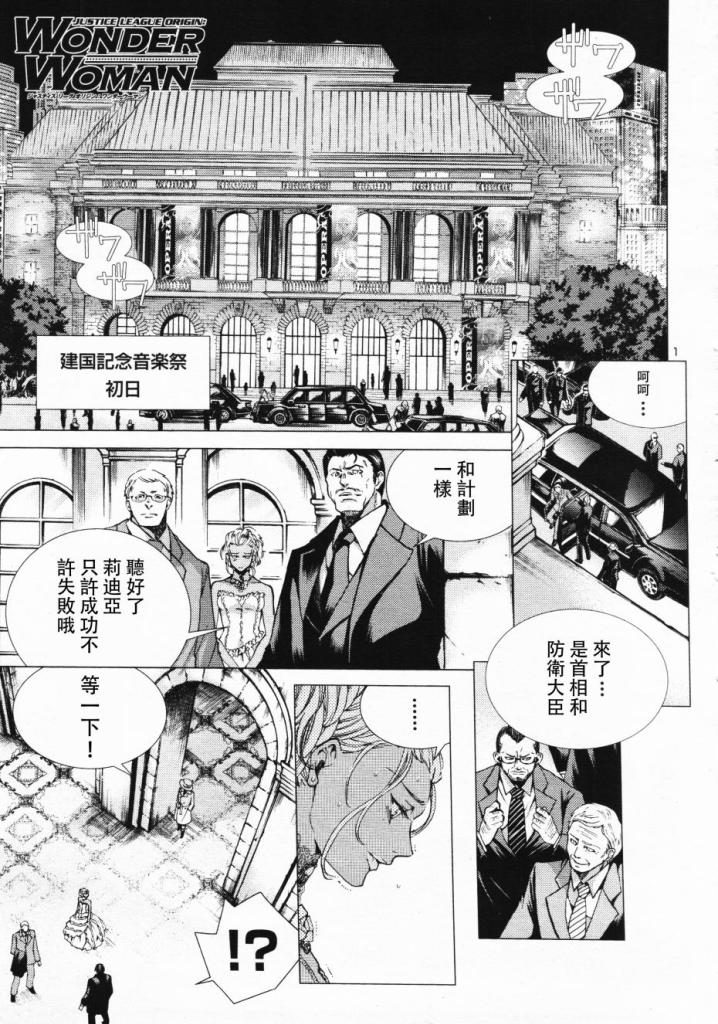 JUSTICE LEAGUE ORIGIN:
WONDER
WOMAN
ザワ
ザワ
ザワ
ザワ
OPERA
OPERA
建国記念音楽祭
初日
1
呵
呵
…
和計劃
一樣
聽好了
莉迪亞
只許成功不
許失敗哦
來了…
是首相和
防衛大臣
……
等一下！
!?